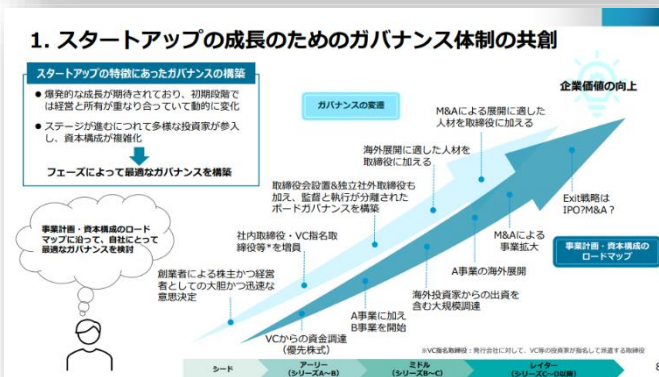 1. スタートアップの成長のためのガバナンス体制の共創
スタートアップの特徴にあったガバナンスの構築
● 爆発的な成長が期待されており、初期段階で
は経営と所有が重なり合っていて動的に変化
● ステージが進むにつれて多様な投資家が参入
し、資本構成が複雑化
フェーズによって最適なガバナンスを構築
事業計画・資本構成のロード
マップに沿って、自社にとって
最適なガバナンスを検討
ガバナンスの変遷
企業価値の向上
M&Aによる展開に適した
人材を取締役に加える
海外展開に適した人材を
取締役に加える
取締役会設置&独立社外取締役も
加え、監督と執行が分離された
ボードガバナンスを構築
社内取締役・VC指名取
締役等*を増員
創業者による株主かつ経営
者としての大胆かつ迅速な
意思決定
VCからの資金調達
(優先株式)
A事業に加え
B事業を開始
海外投資家からの出資を
含む大規模調達
A事業の海外展開
M&Aによる
事業拡大
Exit戦略は
IPO?M&A？
事業計画・資本構成の
ロードマップ
※VC指名取締役：発行会社に対して、VC等の投資家が指名して派遣する取締役
シード
アーリー
(シリーズA～B)
ミドル
(シリーズB～C)
レイター
(シリーズC～D以降)
8